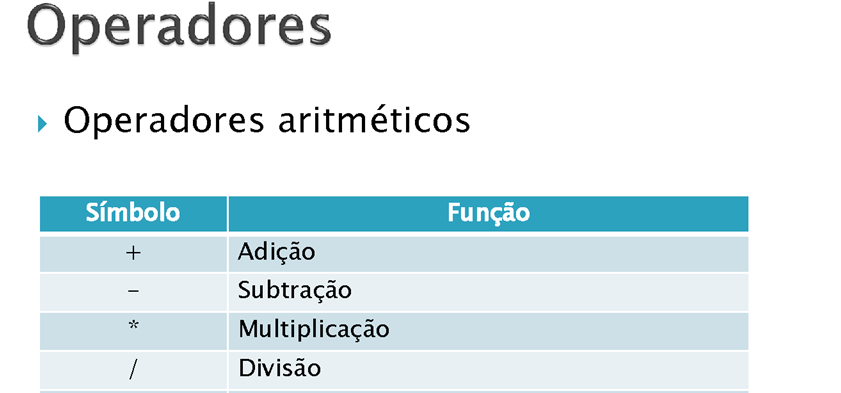 Operadores
Operadores aritméticos
Símbolo Função
+ Adição
- Subtração
* Multiplicação
/ Divisão